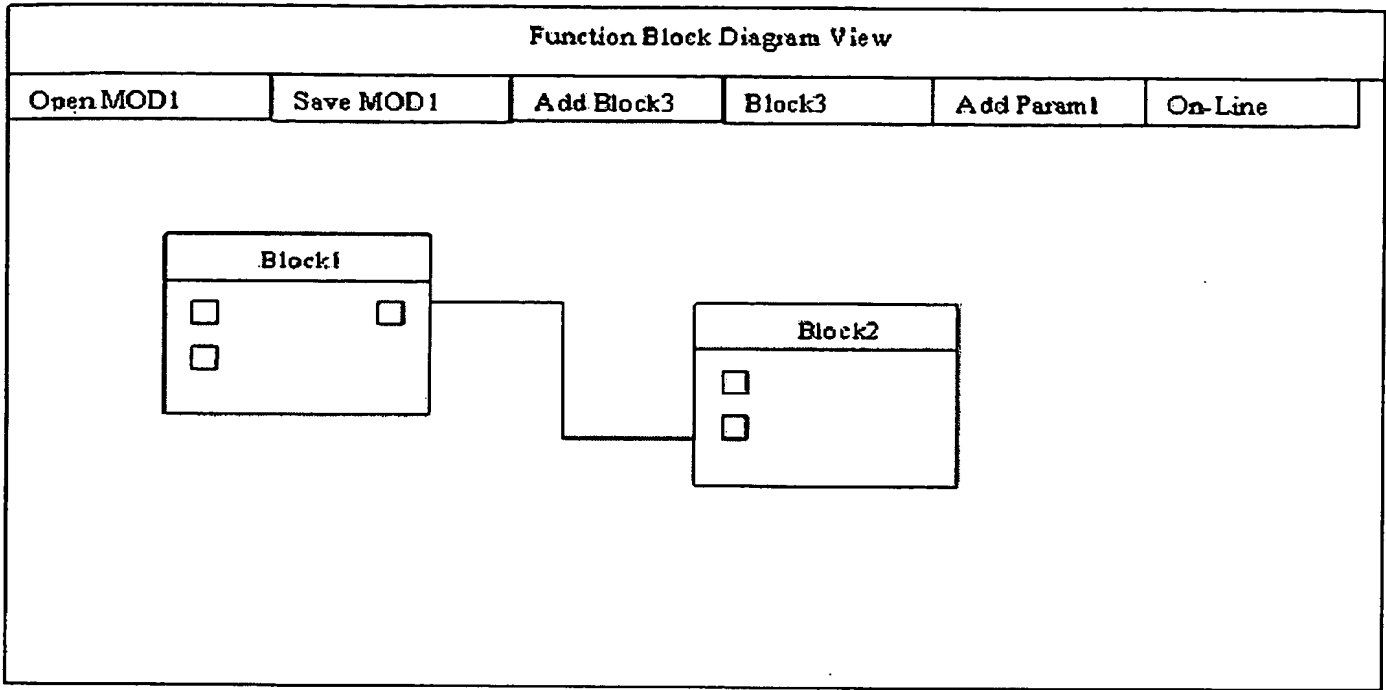 Function Block Diagram View
Open MOD1 Save MOD1 Add Block3 Block3 Add Param1 On-Line
Block1
Block2